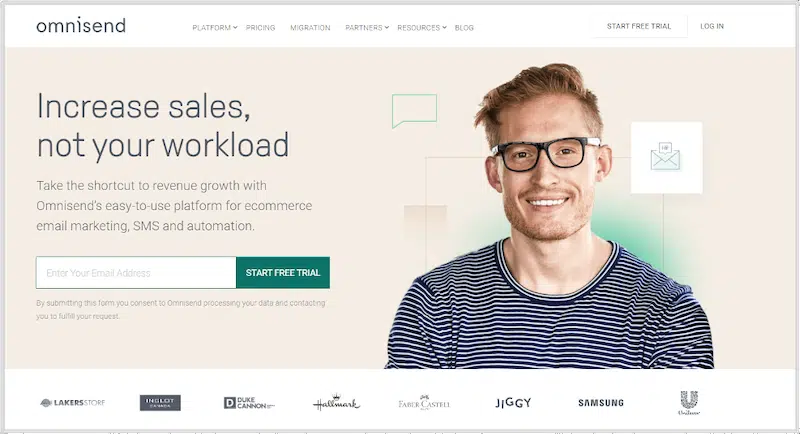 omnisend
PLATFORM PRICING MIGRATION PARTNERS RESOURCES BLOG START FREE TRIAL LOG IN
Increase sales,
not your workload
Take the shortcut to revenue growth with
Omnisend's easy-to-use platform for ecommerce
email marketing, SMS and automation.
Enter Your Email Address START FREE TRIAL
By submitting this form you consent to Omnisend processing your data and contacting
you to fulfill your request.
LAKERS STORE INGLOT DUKE CANNON Hallmark FABER CASTELL JIGGY SAMSUNG Unilever